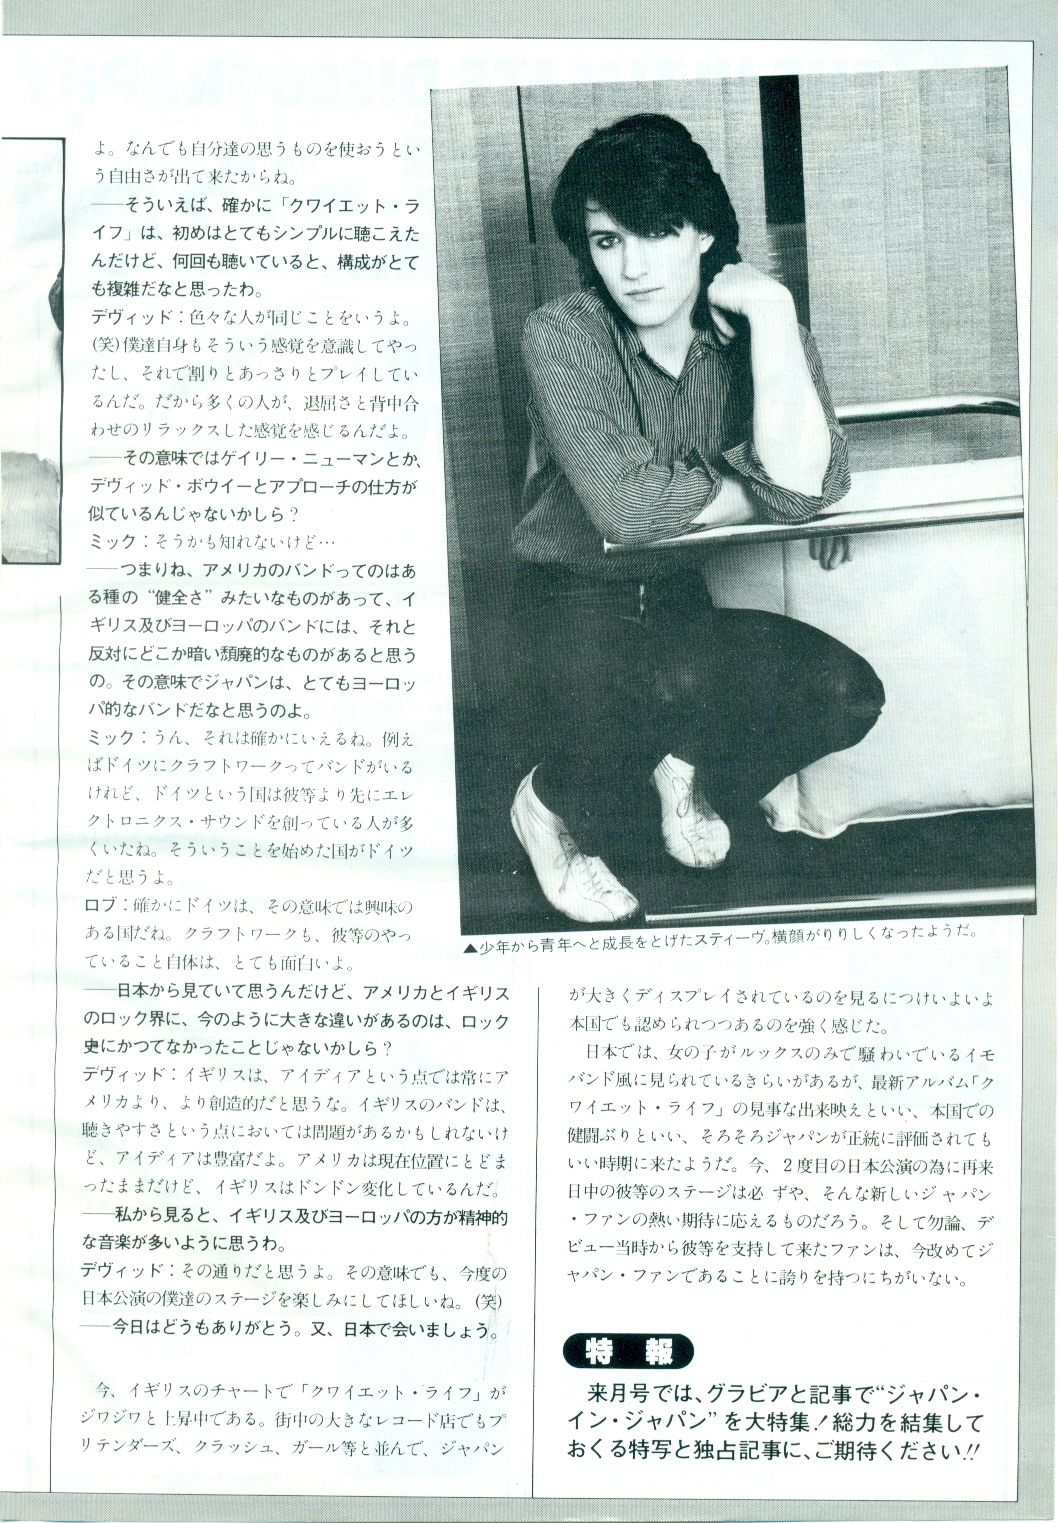 よ。なんでも自分達の思うものを使おうとい
う自由さが出て来たからね。
――そういえば、確かに「クワイエット・ラ
イフ」は、初めはとてもシンプルに聴こえた
んだけど、何回も聴いていると、構成がとて
も複雑だなと思ったわ。
デヴィッド：色々な人が同じことをいうよ。
(笑)僕達自身もそういう感覚を意識してやっ
たし、それで割りとあっさりとプレイしてい
るんだ。だから多くの人が、退屈さと背中合
わせのリラックスした感覚を感じるんだよ。
――その意味ではゲイリー・ニューマンとか、
デヴィッド・ボウイーとアプローチの仕方が
似ているんじゃないかしら？
ミック：そうかも知れないけど…
――つまりね、アメリカのバンドってのはあ
る種の“健全さ”みたいなものがあって、イ
ギリス及びヨーロッパのバンドには、それと
反対にどこか暗い頽廃的なものがあると思う
の。その意味でジャパンは、とてもヨーロッ
パ的なバンドだなと思うのよ。
ミック：うん、それは確かにいえるね。例え
ばドイツにクラフトワークってバンドがいる
けれど、ドイツという国は彼等より先にエレ
クトロニクス・サウンドを創っている人が多
くいたね。そういうことを始めた国がドイツ
だと思うよ。
ロブ：確かにドイツは、その意味では興味の
ある国だね。クラフトワークも、彼等のやっ
ていること自体は、とても面白いよ。
――日本から見ていて思うんだけど、アメリカとイギリス
のロック界に、今のように大きな違いがあるのは、ロック
史にかつてなかったことじゃないかしら？
デヴィッド：イギリスは、アイディアという点では常にア
メリカより、より創造的だと思うな。イギリスのバンドは、
聴きやすさという点においては問題があるかもしれないけ
ど、アイディアは豊富だよ。アメリカは現在位置にとどま
ったままだけど、イギリスはドンドン変化しているんだ。
――私から見ると、イギリス及びヨーロッパの方が精神的
な音楽が多いように思うわ。
デヴィッド：その通りだと思うよ。その意味でも、今度の
日本公演の僕達のステージを楽しみにしてほしいね。(笑)
――今日はどうもありがとう。又、日本で会いましょう。
今、イギリスのチャートで「クワイエット・ライフ」が
ジワジワと上昇中である。街中の大きなレコード店でもプ
リテンダーズ、クラッシュ、ガール等と並んで、ジャパン
▲少年から青年へと成長をとげたスティーヴ。横顔がりりしくなったようだ。
が大きくディスプレイされているのを見るにつけいよいよ
本国でも認められつつあるのを強く感じた。
日本では、女の子がルックスのみで騒わいでいるイモ
バンド風に見られているきらいがあるが、最新アルバム「ク
ワイエット・ライフ」の見事な出来映えといい、本国での
健闘ぶりといい、そろそろジャパンが正統に評価されても
いい時期に来たようだ。今、2度目の日本公演の為に再来
日中の彼等のステージは必ずや、そんな新しいジャパン
・ファンの熱い期待に応えるものだろう。そして勿論、デ
ビュー当時から彼等を支持して来たファンは、今改めてジ
ャパン・ファンであることに誇りを持つにちがいない。
特 報
来月号では、グラビアと記事で“ジャパン・
イン・ジャパン”を大特集！総力を結集して
おくる特写と独占記事に、ご期待ください!!